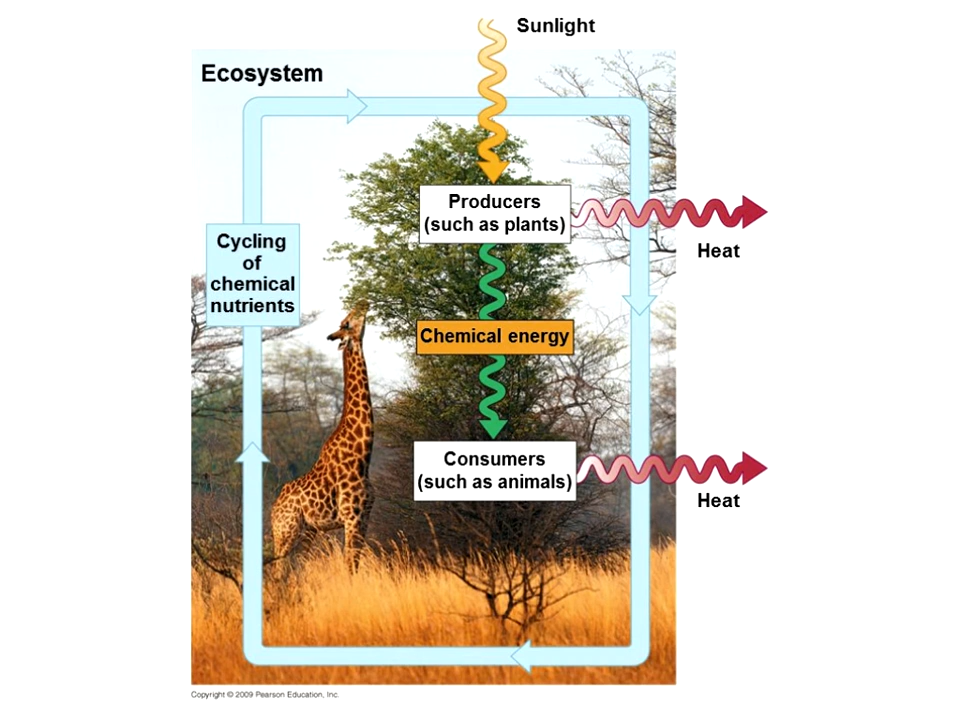 Sunlight
Ecosystem
Producers
(such as plants)
Heat
Cycling
of
chemical
nutrients
Chemical energy
Consumers
(such as animals)
Heat
Copyright © 2009 Pearson Education, Inc.